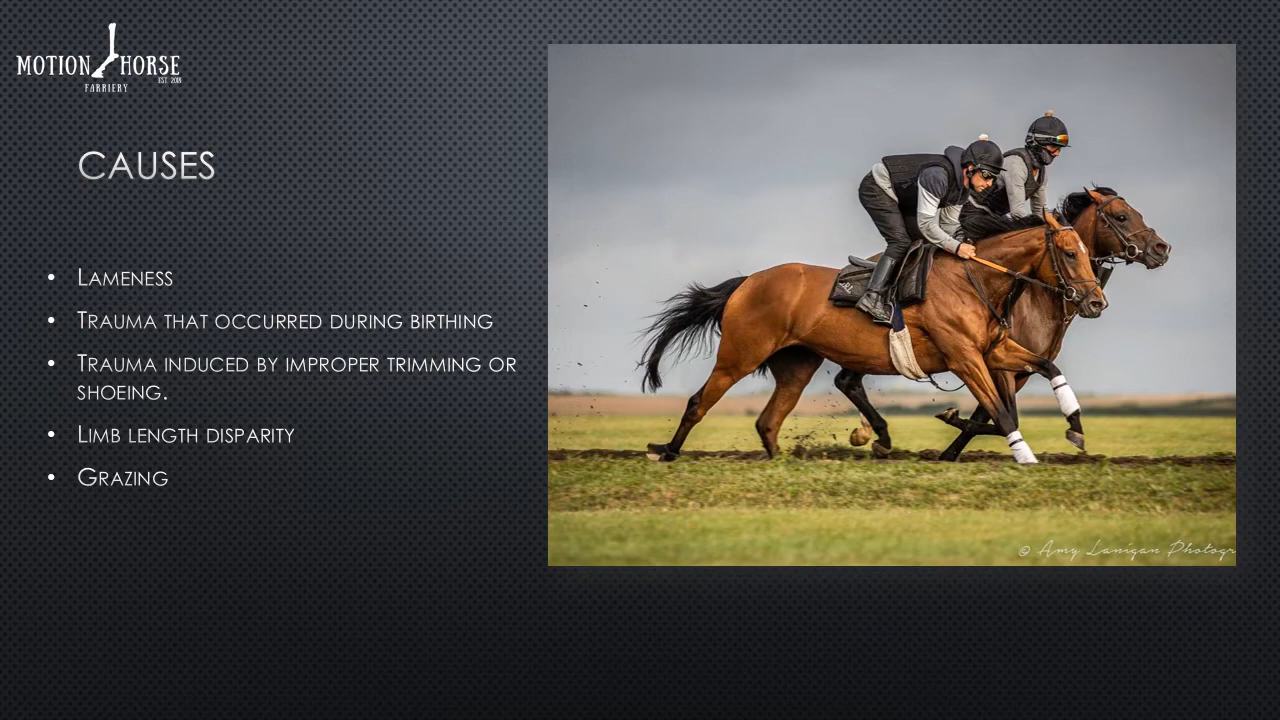 MOTION HORSE
EST. 2018
FARRIERY
CAUSES
• LAMENESS
• TRAUMA THAT OCCURRED DURING BIRTHING
• TRAUMA INDUCED BY IMPROPER TRIMMING OR
SHOEING.
• LIMB LENGTH DISPARITY
• GRAZING
© Amy Lanigan Photogr